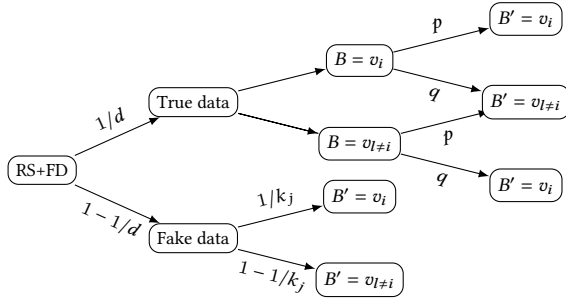 B′ = v_i
𝔭
B = v_i
q
True data
B′ = v_{l≠i}
1/d
𝔭
B = v_{l≠i}
q
RS+FD
B′ = v_i
1/k_j
B′ = v_i
1 − 1/d
Fake data
1 − 1/k_j
B′ = v_{l≠i}